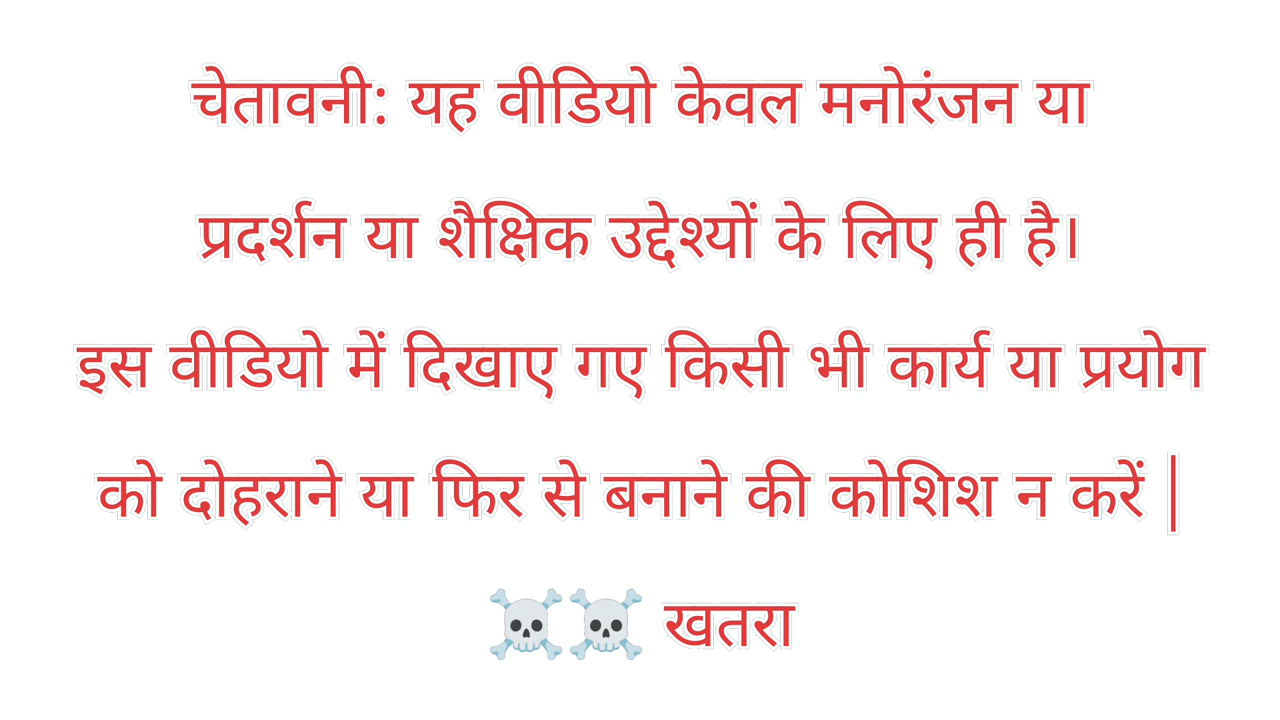 चेतावनी: यह वीडियो केवल मनोरंजन या
प्रदर्शन या शैक्षिक उद्देश्यों के लिए ही है।
इस वीडियो में दिखाए गए किसी भी कार्य या प्रयोग
को दोहराने या फिर से बनाने की कोशिश न करें |
☠️☠️ खतरा